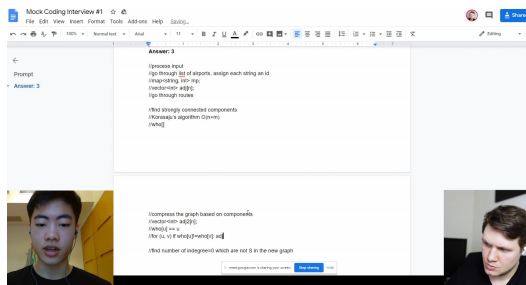 Mock Coding Interview #1
File Edit View Insert Format Tools Add-ons Help Saving...
Share
100% Normal text Arial 11 B I U A Editing
Answer: 3
//process input
//go through list of airports, assign each string an id
//map<string, int> mp;
//vector<int> adj[n];
//go through routes
Prompt
Answer: 3
//find strongly connected components
//Korasaju's algorithm O(n+m)
//who[]
//compress the graph based on components
//vector<int> adj2[n];
//who[u] == u
//for (u, v) if who[u]!=who[v]: adj
//find number of indegree=0 which are not S in the new graph
meet.google.com is sharing your screen. Stop sharing Hide